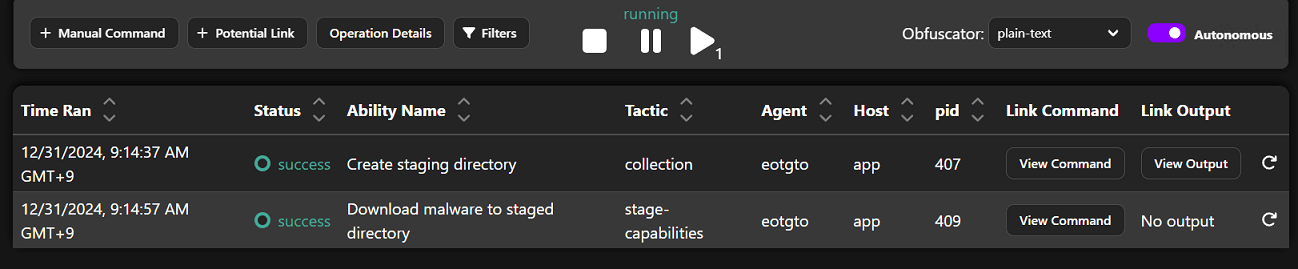 running
+ Manual Command + Potential Link Operation Details Filters 1 Obfuscator: plain-text Autonomous
Time Ran Status Ability Name Tactic Agent Host pid Link Command Link Output
12/31/2024, 9:14:37 AM
GMT+9
success Create staging directory collection eotgto app 407 View Command View Output
12/31/2024, 9:14:57 AM
GMT+9
success Download malware to staged
directory
stage-
capabilities
eotgto app 409 View Command No output